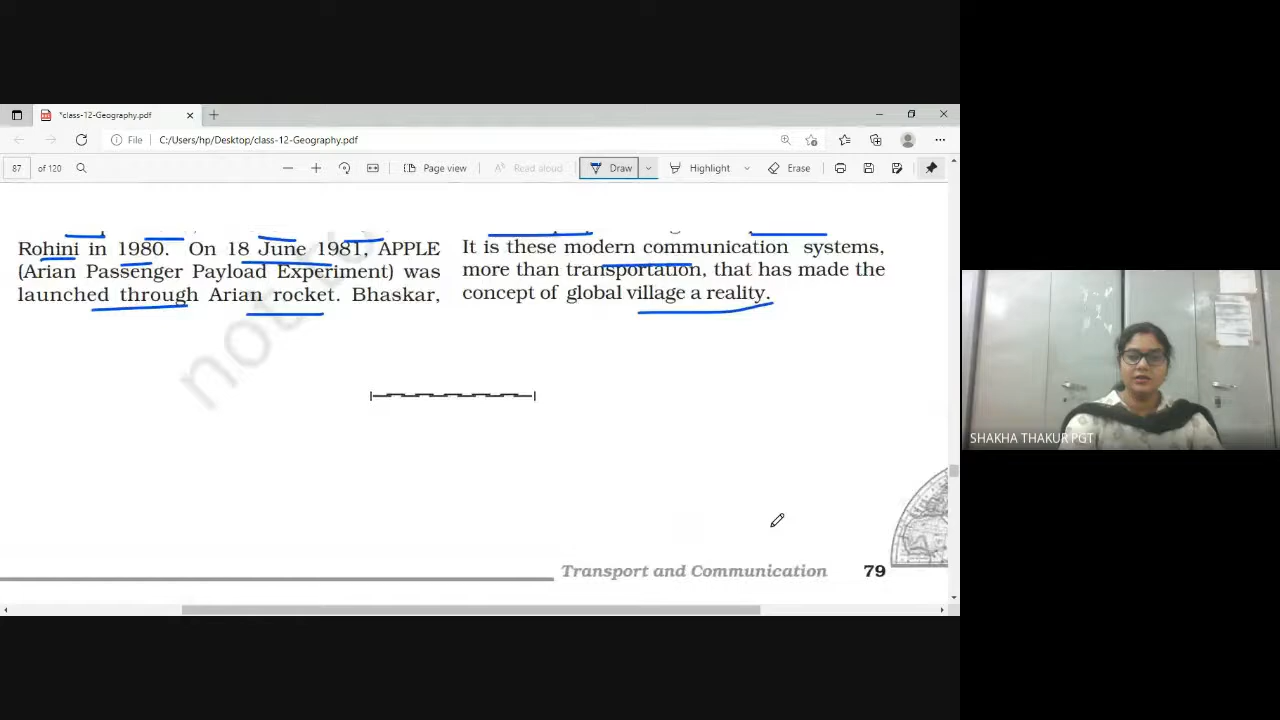 *class-12-Geography.pdf
File
C:/Users/hp/Desktop/class-12-Geography.pdf
87 of 120
Page view
Read aloud
Draw
Highlight
Erase
Rohini in 1980. On 18 June 1981, APPLE
(Arian Passenger Payload Experiment) was
launched through Arian rocket. Bhaskar,
It is these modern communication systems,
more than transportation, that has made the
concept of global village a reality.
not
Transport and Communication 79
SHAKHA THAKUR PGT